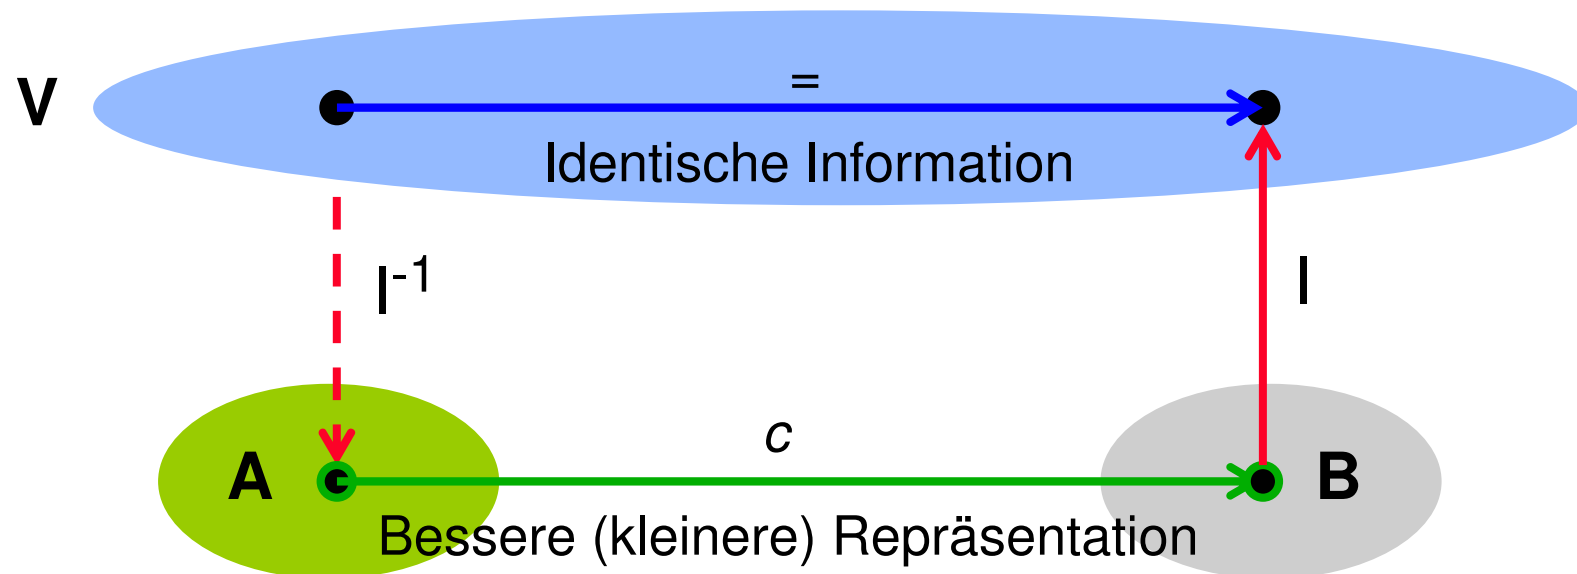 =
V
Identische Information
I-1
I
c
A
B
Bessere (kleinere) Repräsentation